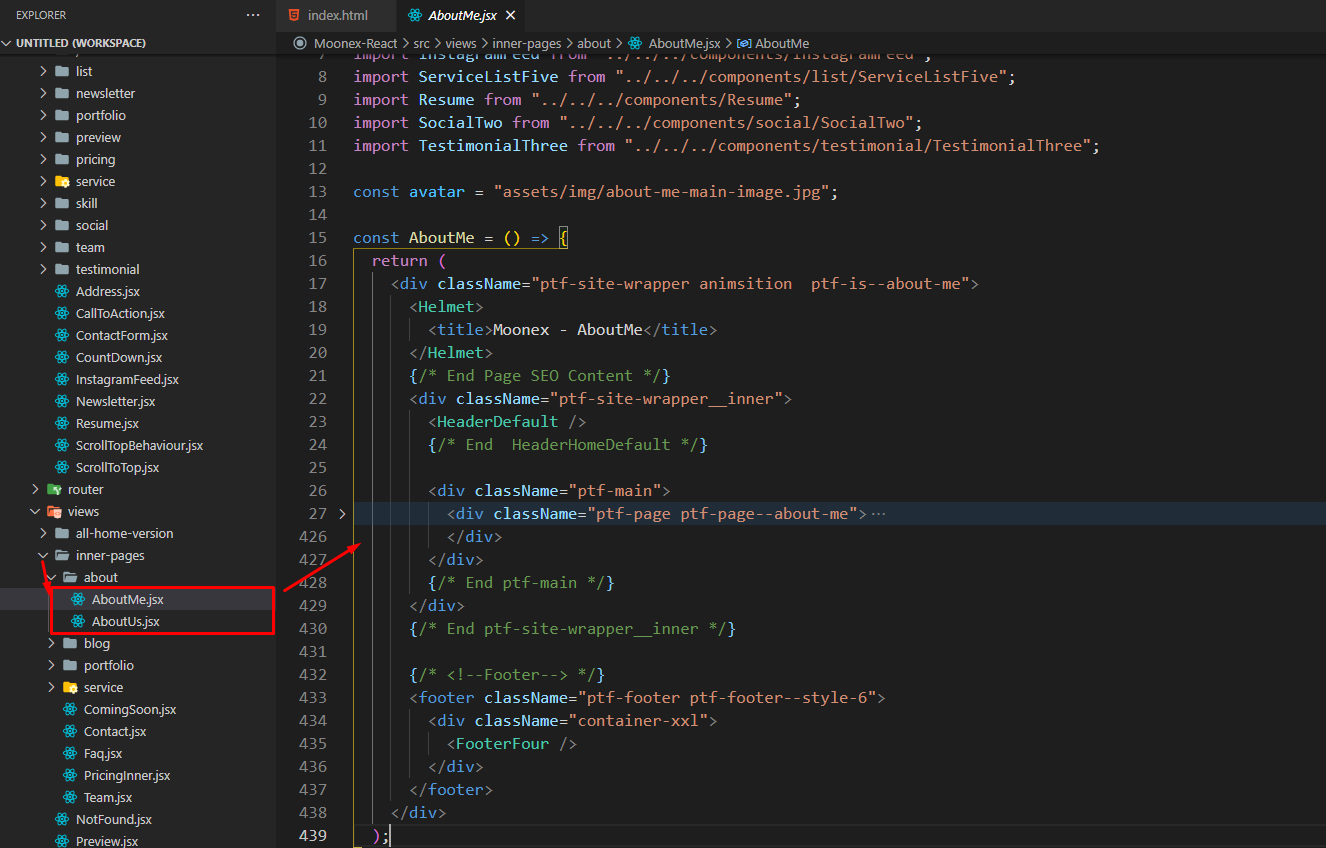 EXPLORER
···
index.html
AboutMe.jsx
UNTITLED (WORKSPACE)
Moonex-React > src > views > inner-pages > about > AboutMe.jsx > AboutMe
list
newsletter
portfolio
preview
pricing
service
skill
social
team
testimonial
Address.jsx
CallToAction.jsx
ContactForm.jsx
CountDown.jsx
InstagramFeed.jsx
Newsletter.jsx
Resume.jsx
ScrollTopBehaviour.jsx
ScrollToTop.jsx
router
views
all-home-version
inner-pages
about
AboutMe.jsx
AboutUs.jsx
blog
portfolio
service
ComingSoon.jsx
Contact.jsx
Faq.jsx
PricingInner.jsx
Team.jsx
NotFound.jsx
Preview.jsx
7 import InstagramFeed from "../../../components/InstagramFeed";
8 import ServiceListFive from "../../../components/list/ServiceListFive";
9 import Resume from "../../../components/Resume";
10 import SocialTwo from "../../../components/social/SocialTwo";
11 import TestimonialThree from "../../../components/testimonial/TestimonialThree";
12
13 const avatar = "assets/img/about-me-main-image.jpg";
14
15 const AboutMe = () => {
16 return (
17 <div className="ptf-site-wrapper animsition  ptf-is--about-me">
18 <Helmet>
19 <title>Moonex - AboutMe</title>
20 </Helmet>
21 {/* End Page SEO Content */}
22 <div className="ptf-site-wrapper__inner">
23 <HeaderDefault />
24 {/* End  HeaderHomeDefault */}
25
26 <div className="ptf-main">
27 <div className="ptf-page ptf-page--about-me">···
426 </div>
427 </div>
428 {/* End ptf-main */}
429 </div>
430 {/* End ptf-site-wrapper__inner */}
431
432 {/* <!--Footer--> */}
433 <footer className="ptf-footer ptf-footer--style-6">
434 <div className="container-xxl">
435 <FooterFour />
436 </div>
437 </footer>
438 </div>
439 );